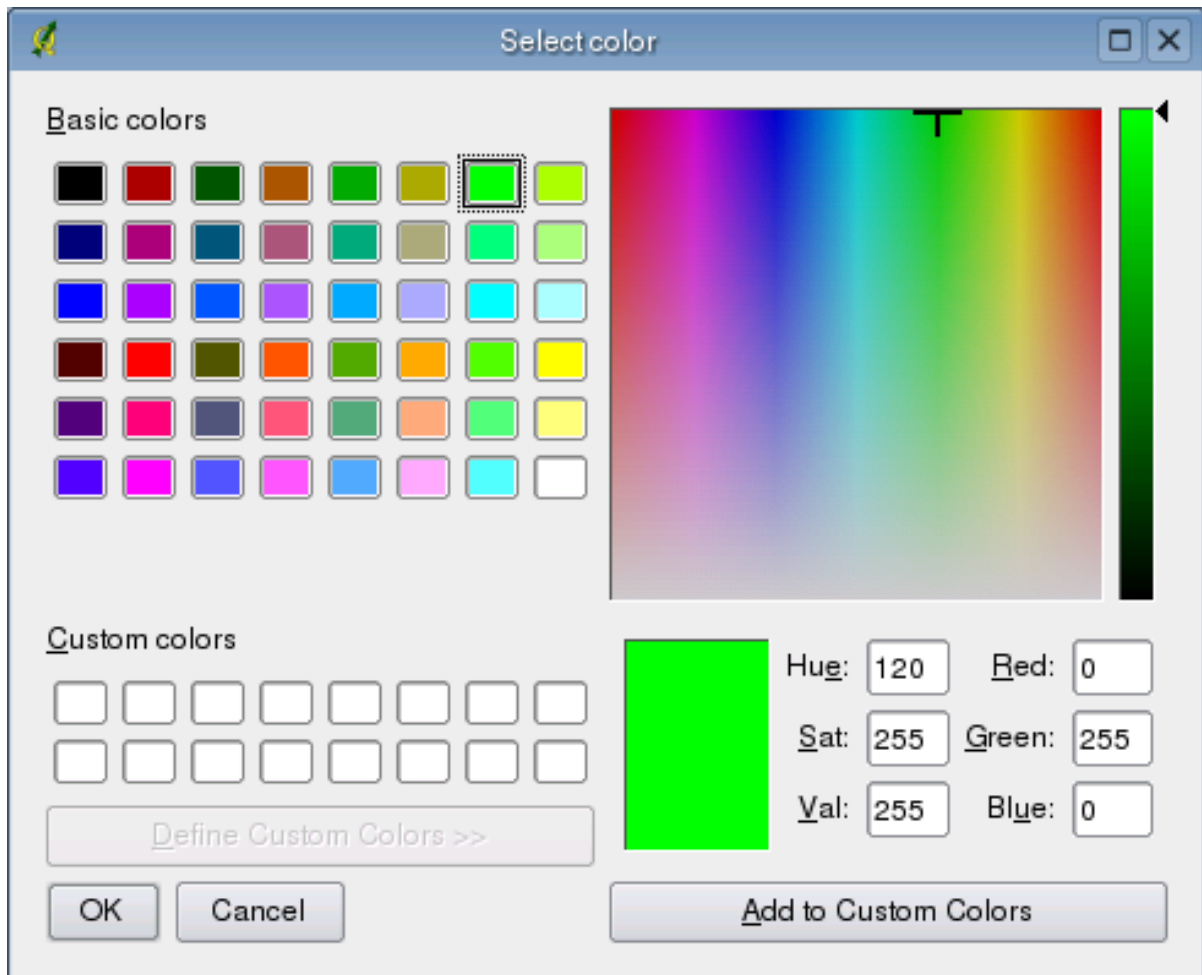 Select color
Basic colors
Custom colors
Define Custom Colors >>
OK
Cancel
Hue: 120
Red: 0
Sat: 255
Green: 255
Val: 255
Blue: 0
Add to Custom Colors